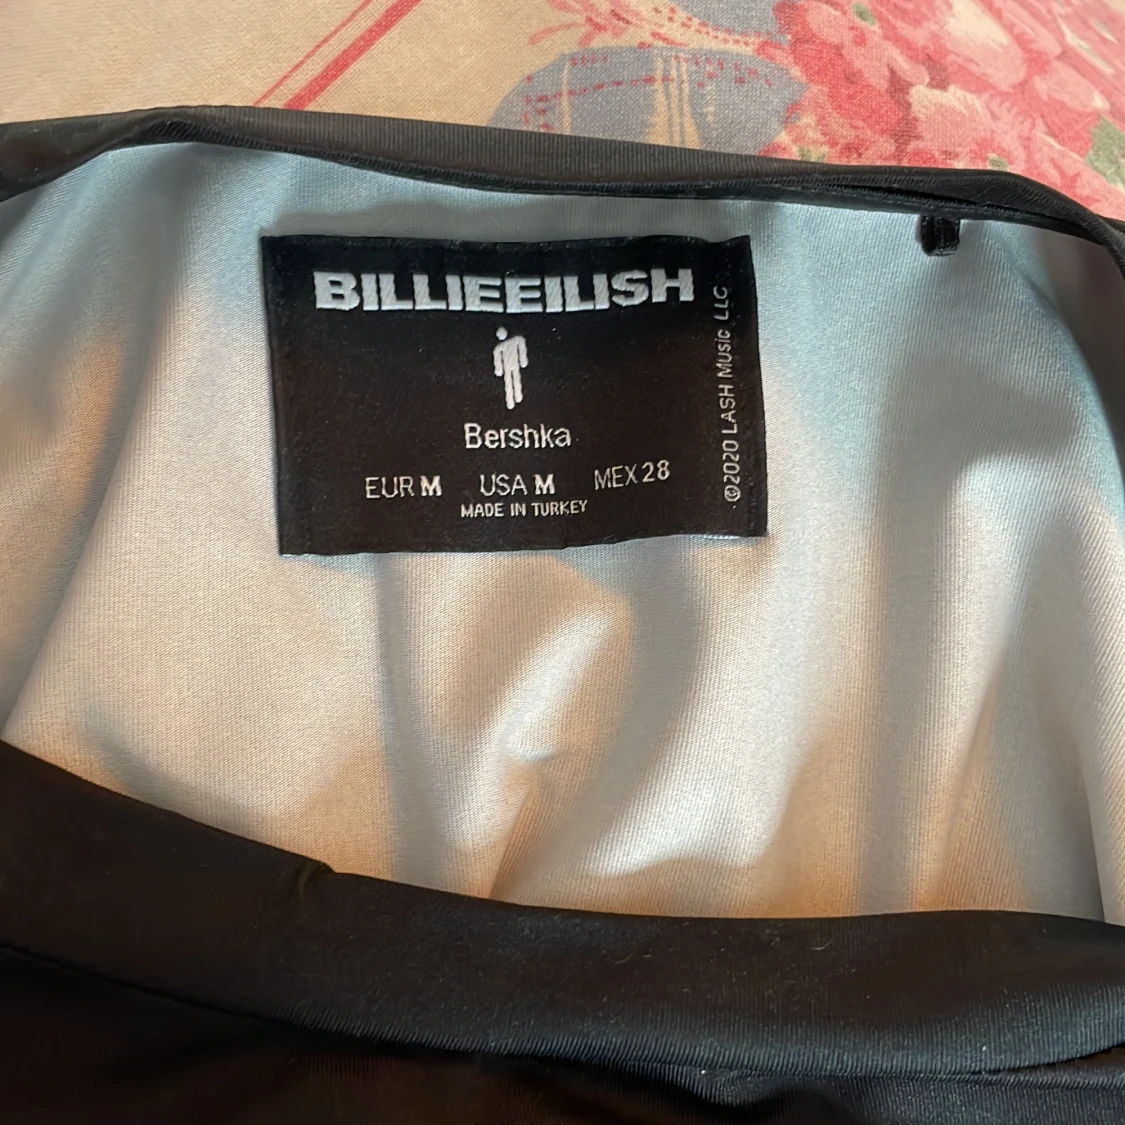 BILLIEEILISH
Bershka
EUR M USA M MEX 28
MADE IN TURKEY
©2020 LASH MUSIC LLC